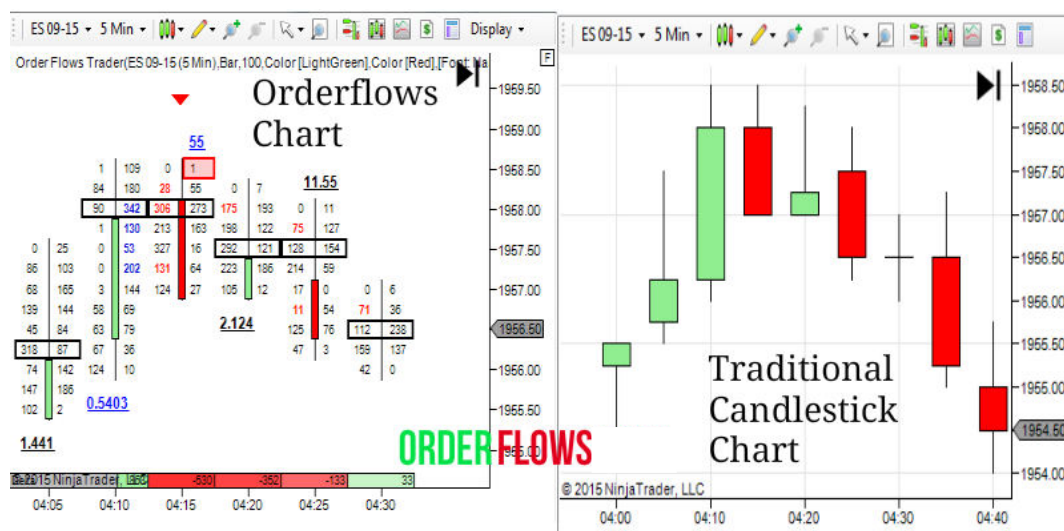 ES 09-15 5 Min Display
Order Flows Trader(ES 09-15 (5 Min),Bar,100,Color [LightGreen],Color [Red],[Font: Na
F
Orderflows
Chart
55
1 109 0 1
84 180 28 55 0 7 11.55
90 342 306 273 175 193 0 11
1 130 213 163 198 122 75 127
0 25 0 53 327 16 292 121 128 154
86 103 0 202 131 64 223 186 214 59
68 165 3 144 124 27 105 12 17 0 0 6
139 144 58 69 11 54 71 36
45 84 63 79 2.124 125 76 112 238
318 87 67 36 47 3 159 137
74 142 124 10 42 0
147 186
102 2 0.5403
1.441
1959.50
1959.00
1958.50
1958.00
1957.50
1957.00
1956.50
1956.00
1955.50
ORDERFLOWS
2015 NinjaTrader, -530 -352 -133 33
04:05 04:10 04:15 04:20 04:25 04:30
ES 09-15 5 Min
1958.50
1958.00
1957.00
1956.50
1956.00
1955.50
1955.00
1954.50
1954.00
Traditional
Candlestick
Chart
© 2015 NinjaTrader, LLC
04:00 04:10 04:20 04:30 04:40